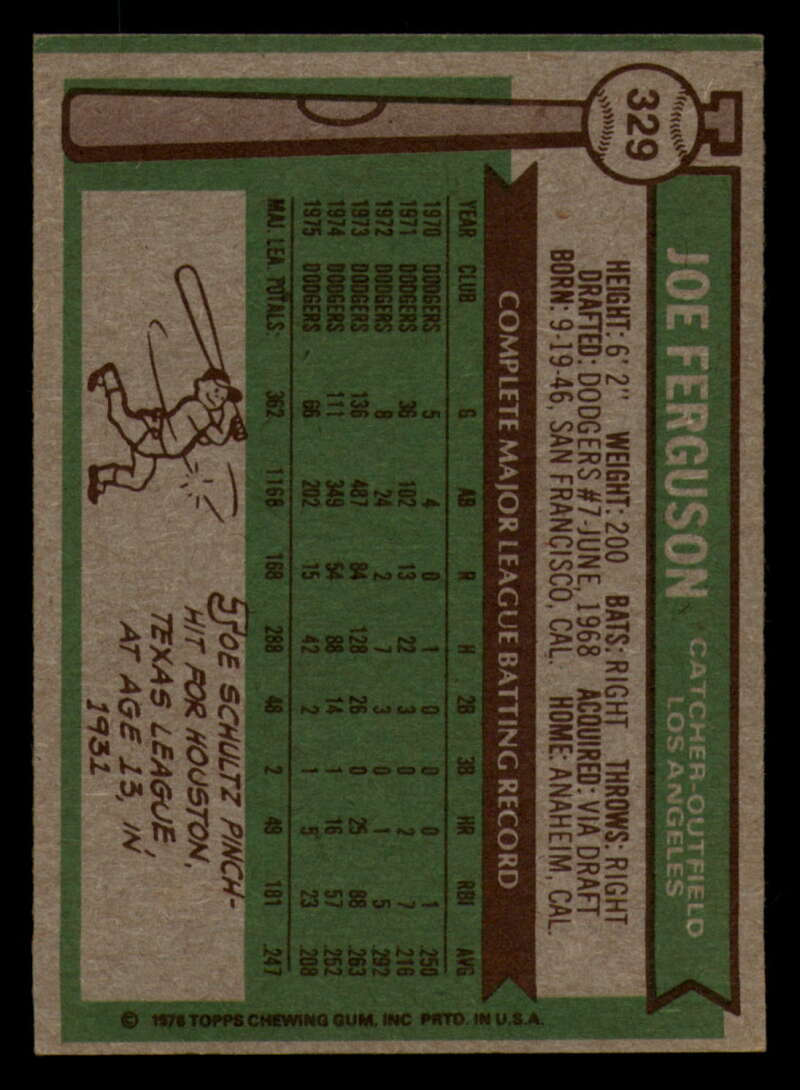 329
JOE FERGUSON
CATCHER-OUTFIELD
LOS ANGELES
HEIGHT: 6' 2" WEIGHT: 200 BATS: RIGHT THROWS: RIGHT
DRAFTED: DODGERS #7-JUNE, 1968 ACQUIRED: VIA DRAFT
BORN: 9-19-46, SAN FRANCISCO, CAL. HOME: ANAHEIM, CAL.
COMPLETE MAJOR LEAGUE BATTING RECORD
YEAR CLUB G AB R H 2B 3B HR RBI AVG
1970 DODGERS 5 4 0 1 0 0 0 1 .250
1971 DODGERS 36 102 13 22 3 0 2 7 .216
1972 DODGERS 8 24 2 7 3 0 1 5 .292
1973 DODGERS 136 487 84 128 26 0 25 88 .263
1974 DODGERS 111 349 54 88 14 1 16 57 .252
1975 DODGERS 66 202 15 42 2 1 5 23 .208
MAJ. LEA. TOTALS 362 1168 168 288 48 2 49 181 .247
JOE SCHULTZ PINCH-
HIT FOR HOUSTON,
TEXAS LEAGUE,
AT AGE 13, IN
1931
© 1976 TOPPS CHEWING GUM, INC PRTD. IN U.S.A.